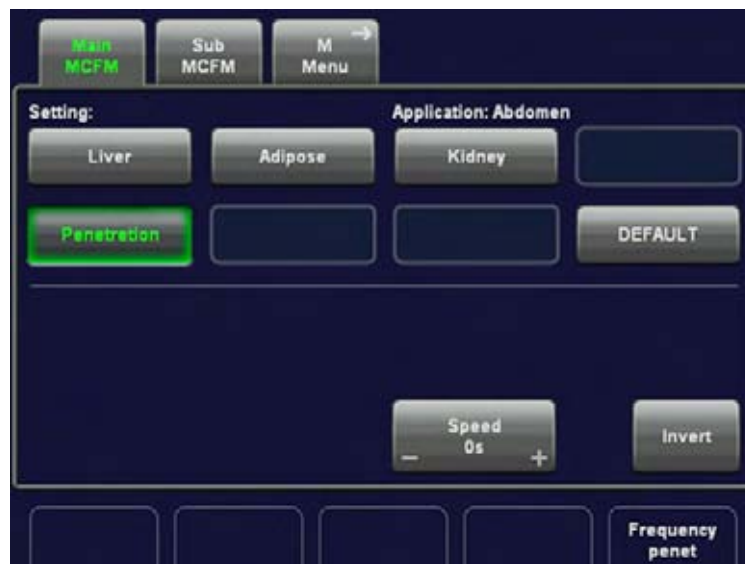 Main
MCFM
Sub
MCFM
M
Menu
Setting:
Application: Abdomen
Liver
Adipose
Kidney
Penetration
DEFAULT
Speed
0s
Invert
Frequency
penet